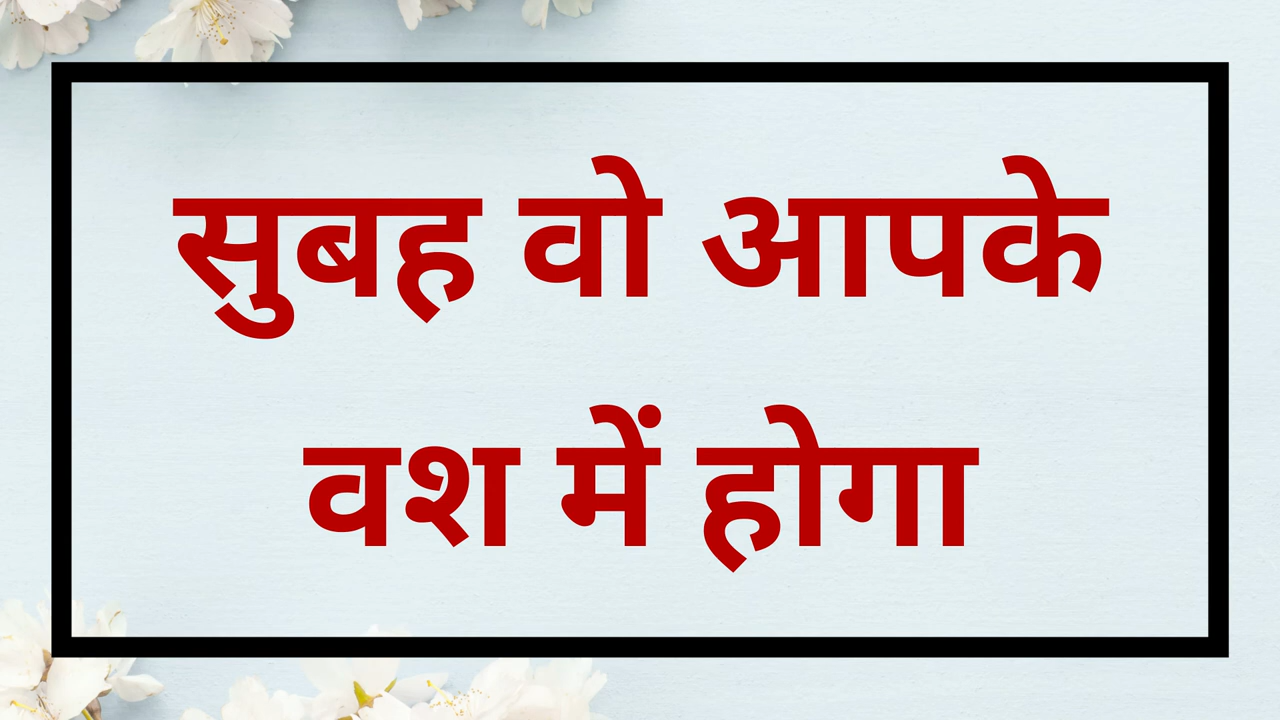 सुबह वो आपके
वश में होगा